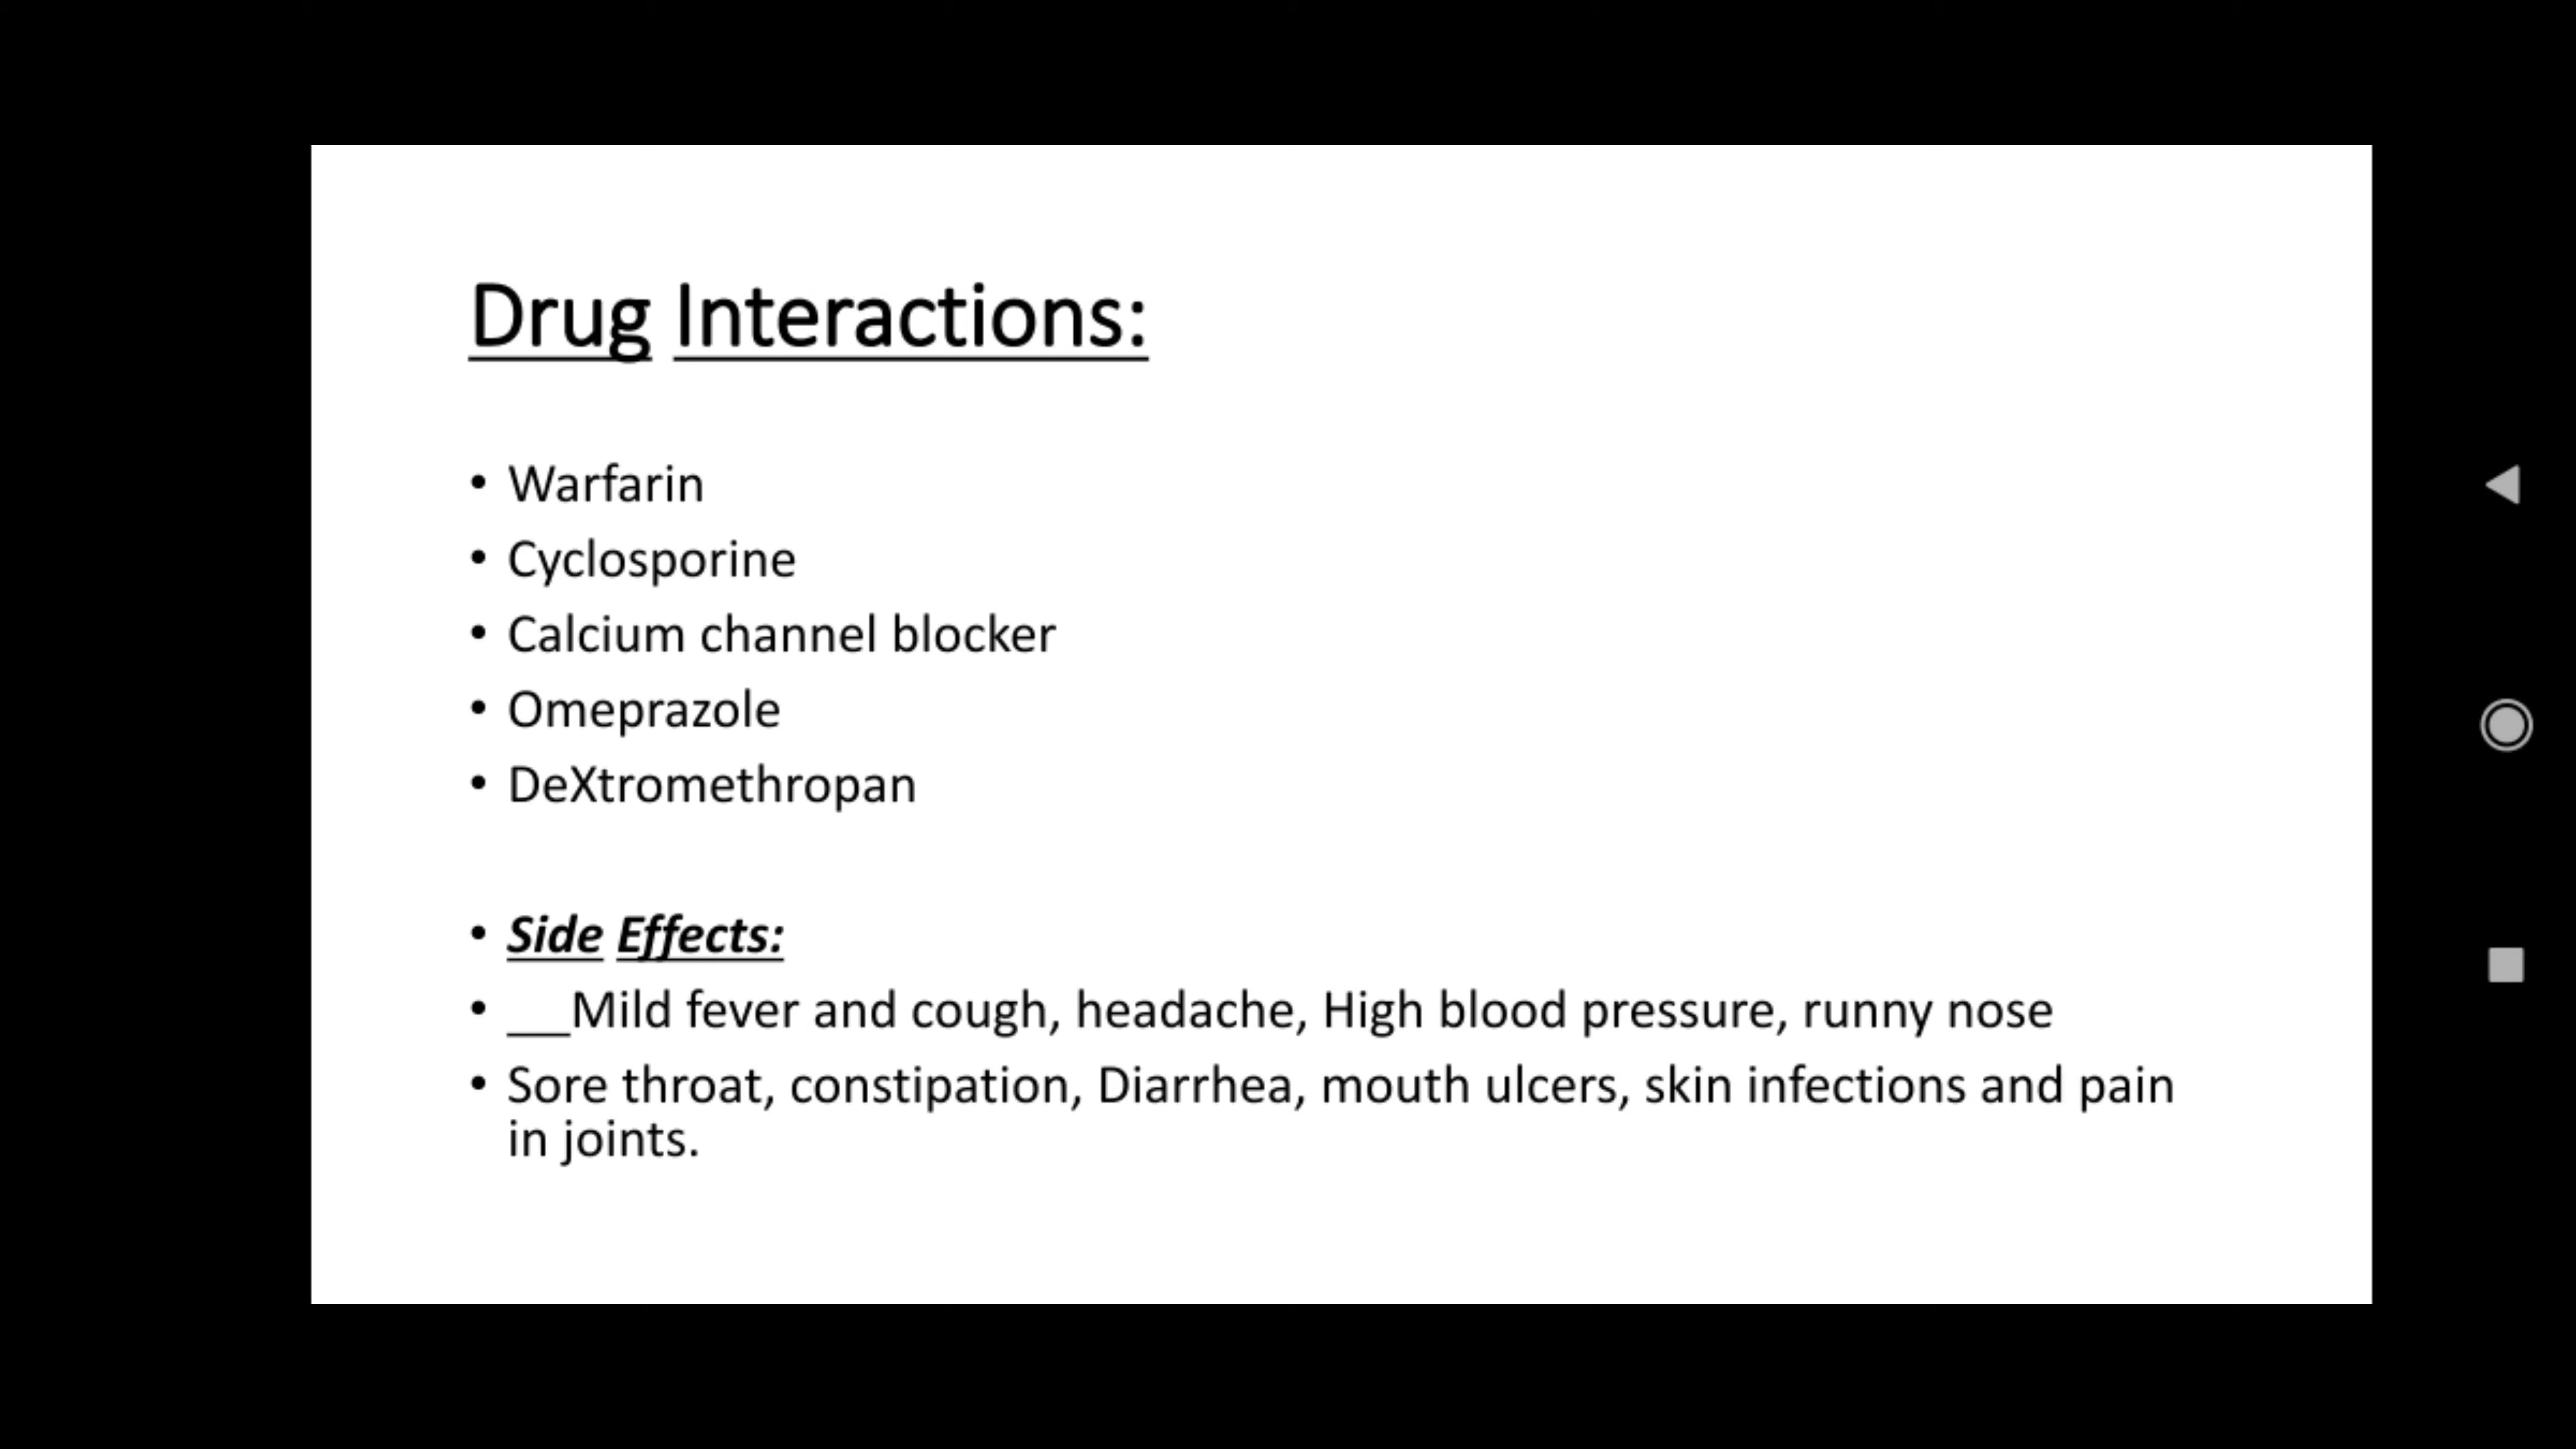 Drug Interactions:
• Warfarin
• Cyclosporine
• Calcium channel blocker
• Omeprazole
• DeXtromethropan
• Side Effects:
• __Mild fever and cough, headache, High blood pressure, runny nose
• Sore throat, constipation, Diarrhea, mouth ulcers, skin infections and pain
in joints.